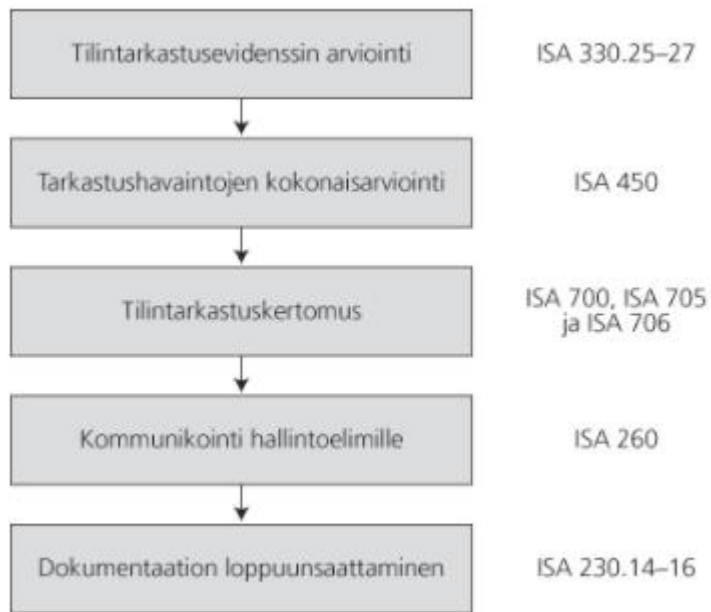 Tilintarkastusevidenssin arviointi
ISA 330.25–27
Tarkastushavaintojen kokonaisarviointi
ISA 450
Tilintarkastuskertomus
ISA 700, ISA 705
ja ISA 706
Kommunikointi hallintoelimille
ISA 260
Dokumentaation loppuunsaattaminen
ISA 230.14–16